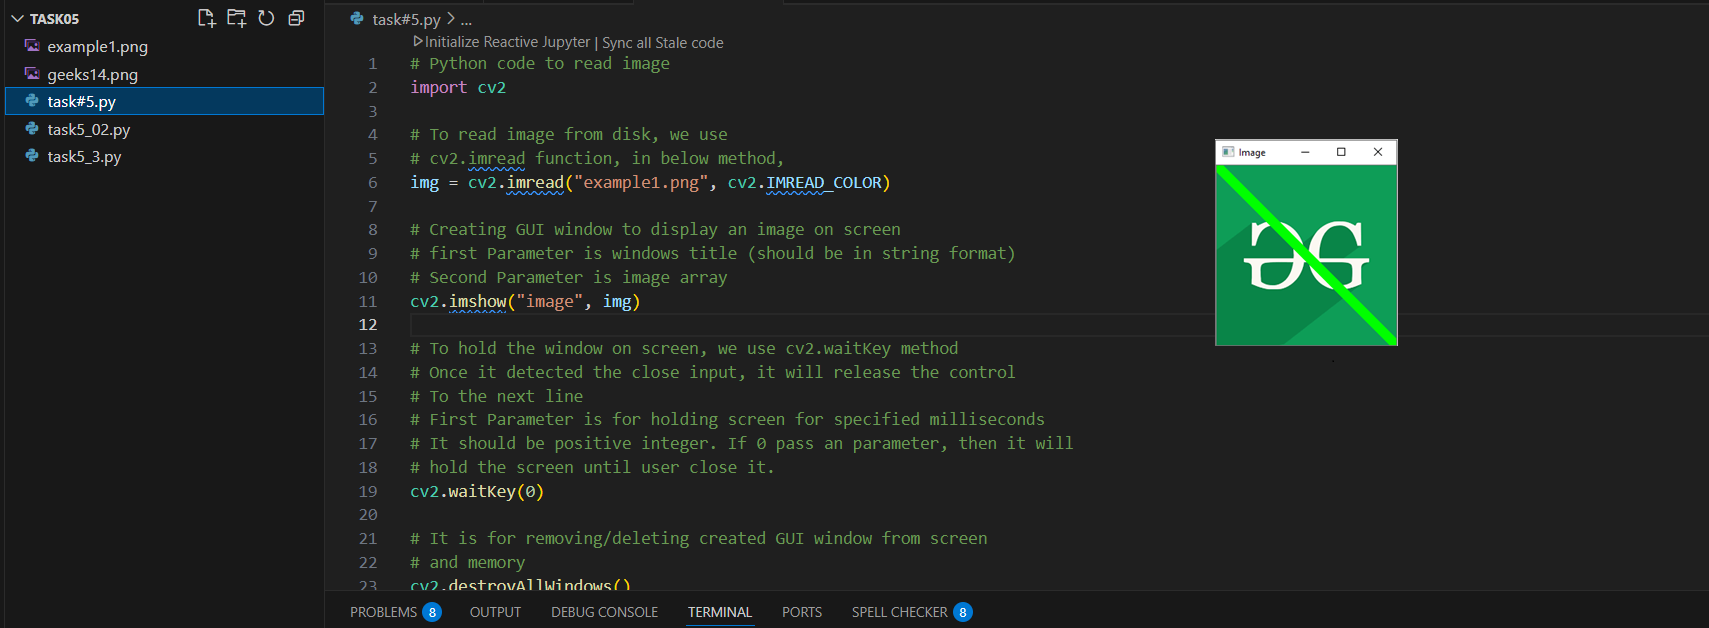 TASK05
example1.png
geeks14.png
task#5.py
task5_02.py
task5_3.py
task#5.py > ...
Initialize Reactive Jupyter | Sync all Stale code
1 # Python code to read image
2 import cv2
3
4 # To read image from disk, we use
5 # cv2.imread function, in below method,
6 img = cv2.imread("example1.png", cv2.IMREAD_COLOR)
7
8 # Creating GUI window to display an image on screen
9 # first Parameter is windows title (should be in string format)
10 # Second Parameter is image array
11 cv2.imshow("image", img)
12
13 # To hold the window on screen, we use cv2.waitKey method
14 # Once it detected the close input, it will release the control
15 # To the next line
16 # First Parameter is for holding screen for specified milliseconds
17 # It should be positive integer. If 0 pass an parameter, then it will
18 # hold the screen until user close it.
19 cv2.waitKey(0)
20
21 # It is for removing/deleting created GUI window from screen
22 # and memory
23 cv2.destroyAllWindows()
Image
PROBLEMS 8 OUTPUT DEBUG CONSOLE TERMINAL PORTS SPELL CHECKER 8